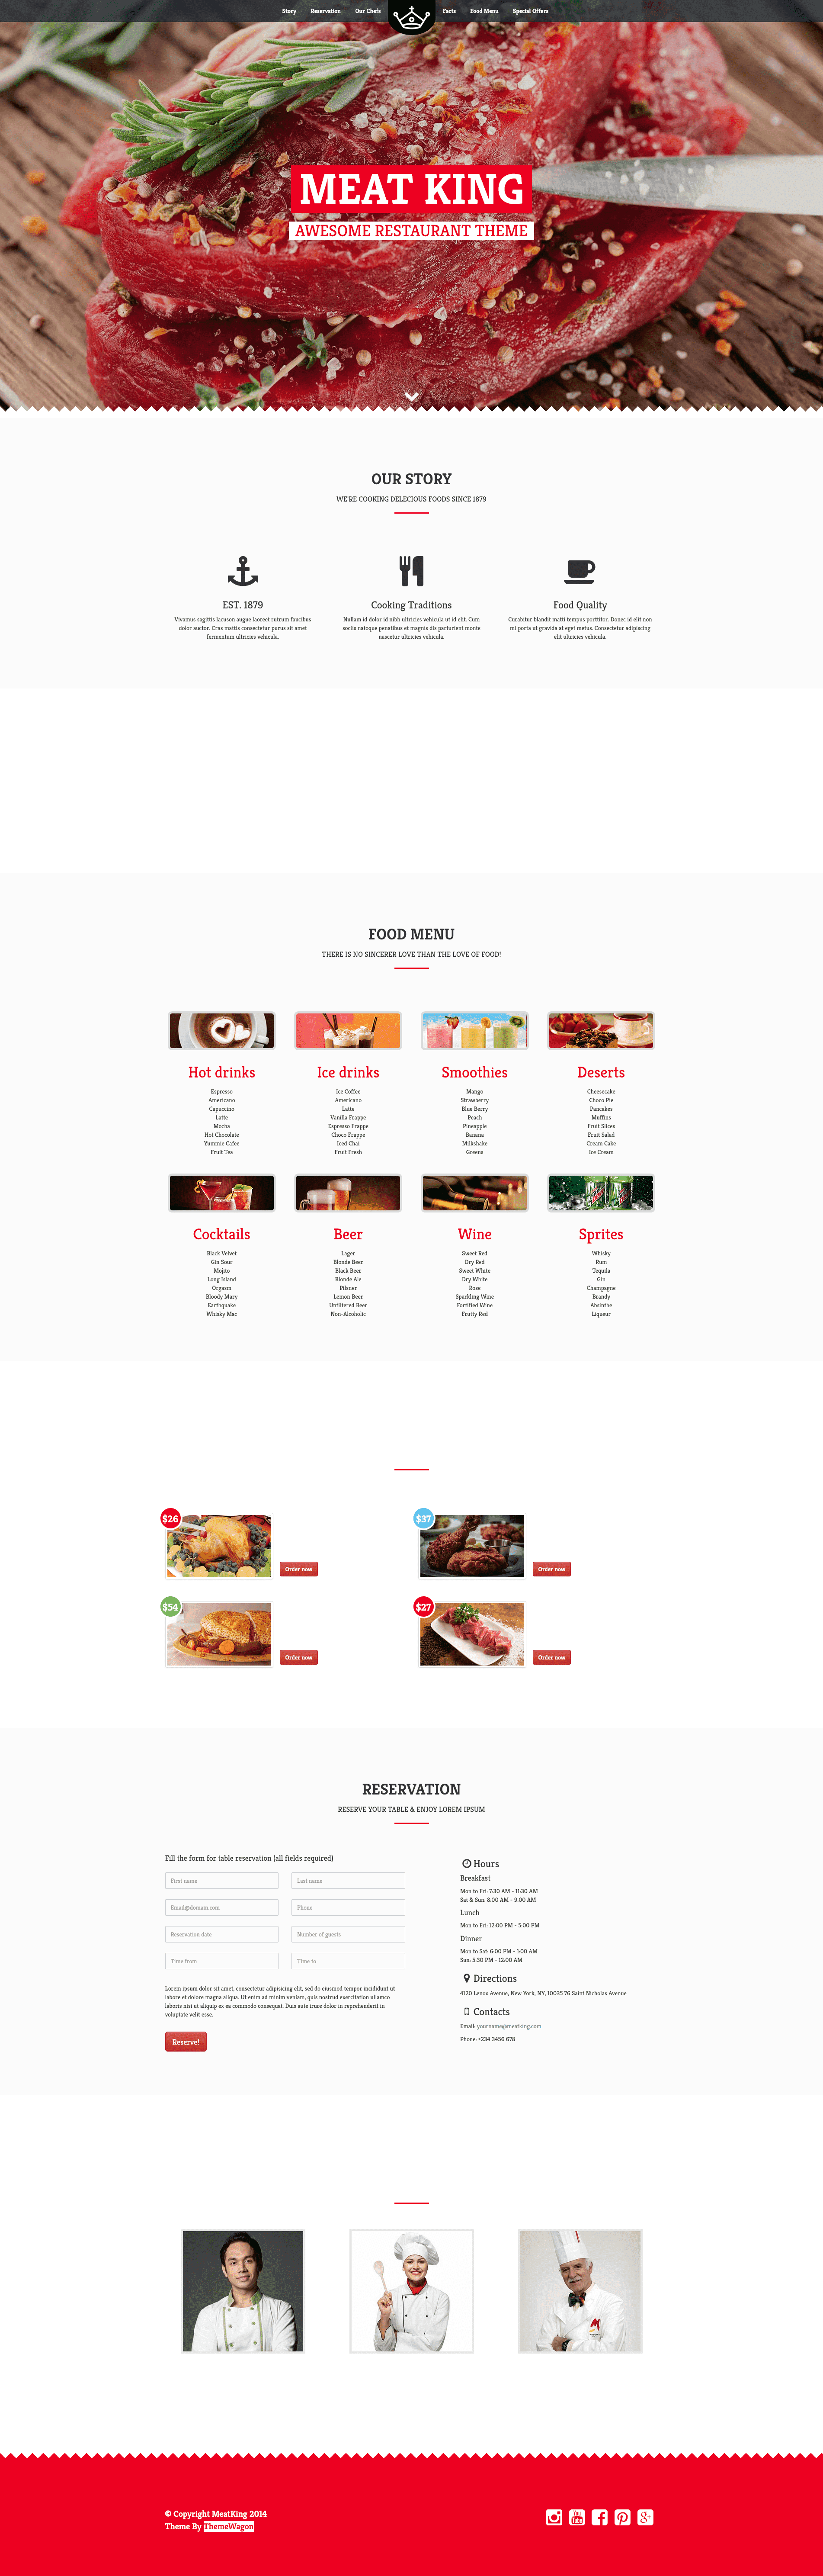 Story Reservation Our Chefs Facts Food Menu Special Offers
MEAT KING
AWESOME RESTAURANT THEME
OUR STORY
WE'RE COOKING DELECIOUS FOODS SINCE 1879
EST. 1879
Vivamus sagittis lacuson augue laoreet rutrum faucibus
dolor auctor. Cras mattis consectetur purus sit amet
fermentum ultricies vehicula.
Cooking Traditions
Nullam id dolor id nibh ultricies vehicula ut id elit. Cum
sociis natoque penatibus et magnis dis parturient monte
nascetur ultricies vehicula.
Food Quality
Curabitur blandit matti tempus porttitor. Donec id elit non
mi porta ut gravida at eget metus. Consectetur adipiscing
elit ultricies vehicula.
FOOD MENU
THERE IS NO SINCERER LOVE THAN THE LOVE OF FOOD!
Hot drinks
Espresso
Americano
Capuccino
Latte
Mocha
Hot Chocolate
Yummie Cafee
Fruit Tea
Ice drinks
Ice Coffee
Americano
Latte
Vanilla Frappe
Espresso Frappe
Choco Frappe
Iced Chai
Fruit Fresh
Smoothies
Mango
Strawberry
Blue Berry
Peach
Pineapple
Banana
Milkshake
Greens
Deserts
Cheesecake
Choco Pie
Pancakes
Muffins
Fruit Slices
Fruit Salad
Cream Cake
Ice Cream
Cocktails
Black Velvet
Gin Sour
Mojito
Long Island
Orgasm
Bloody Mary
Earthquake
Whisky Mac
Beer
Lager
Blonde Beer
Black Beer
Blonde Ale
Pilsner
Lemon Beer
Unfiltered Beer
Non-Alcoholic
Wine
Sweet Red
Dry Red
Sweet White
Dry White
Rose
Sparkling Wine
Fortified Wine
Fruity Red
Sprites
Whisky
Rum
Tequila
Gin
Champagne
Brandy
Absinthe
Liqueur
$26
Order now
$37
Order now
$54
Order now
$27
Order now
RESERVATION
RESERVE YOUR TABLE & ENJOY LOREM IPSUM
Fill the form for table reservation (all fields required)
First name Last name
Email@domain.com Phone
Reservation date Number of guests
Time from Time to
Lorem ipsum dolor sit amet, consectetur adipisicing elit, sed do eiusmod tempor incididunt ut
labore et dolore magna aliqua. Ut enim ad minim veniam, quis nostrud exercitation ullamco
laboris nisi ut aliquip ex ea commodo consequat. Duis aute irure dolor in reprehenderit in
voluptate velit esse.
Reserve!
Hours
Breakfast
Mon to Fri: 7:30 AM - 11:30 AM
Sat & Sun: 8:00 AM - 9:00 AM
Lunch
Mon to Fri: 12:00 PM - 5:00 PM
Dinner
Mon to Sat: 6:00 PM - 1:00 AM
Sun: 5:30 PM - 12:00 AM
Directions
4120 Lenox Avenue, New York, NY, 10035 76 Saint Nicholas Avenue
Contacts
Email: yourname@meatking.com
Phone: +234 3456 678
© Copyright MeatKing 2014
Theme By ThemeWagon